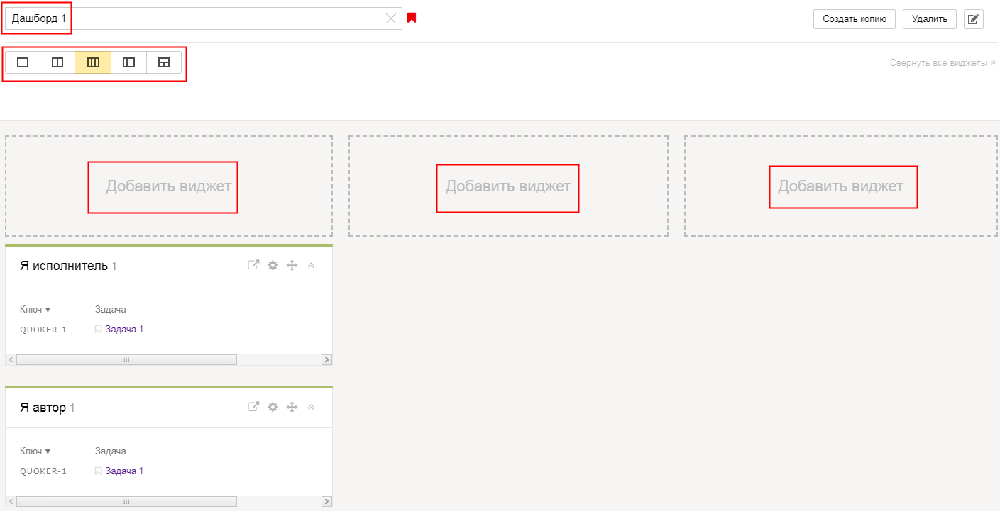 Дашборд 1
Создать копию
Удалить
Свернуть все виджеты
Добавить виджет
Добавить виджет
Добавить виджет
Я исполнитель 1
Ключ ▼ Задача
QUOKER-1 Задача 1
Я автор 1
Ключ ▼ Задача
QUOKER-1 Задача 1